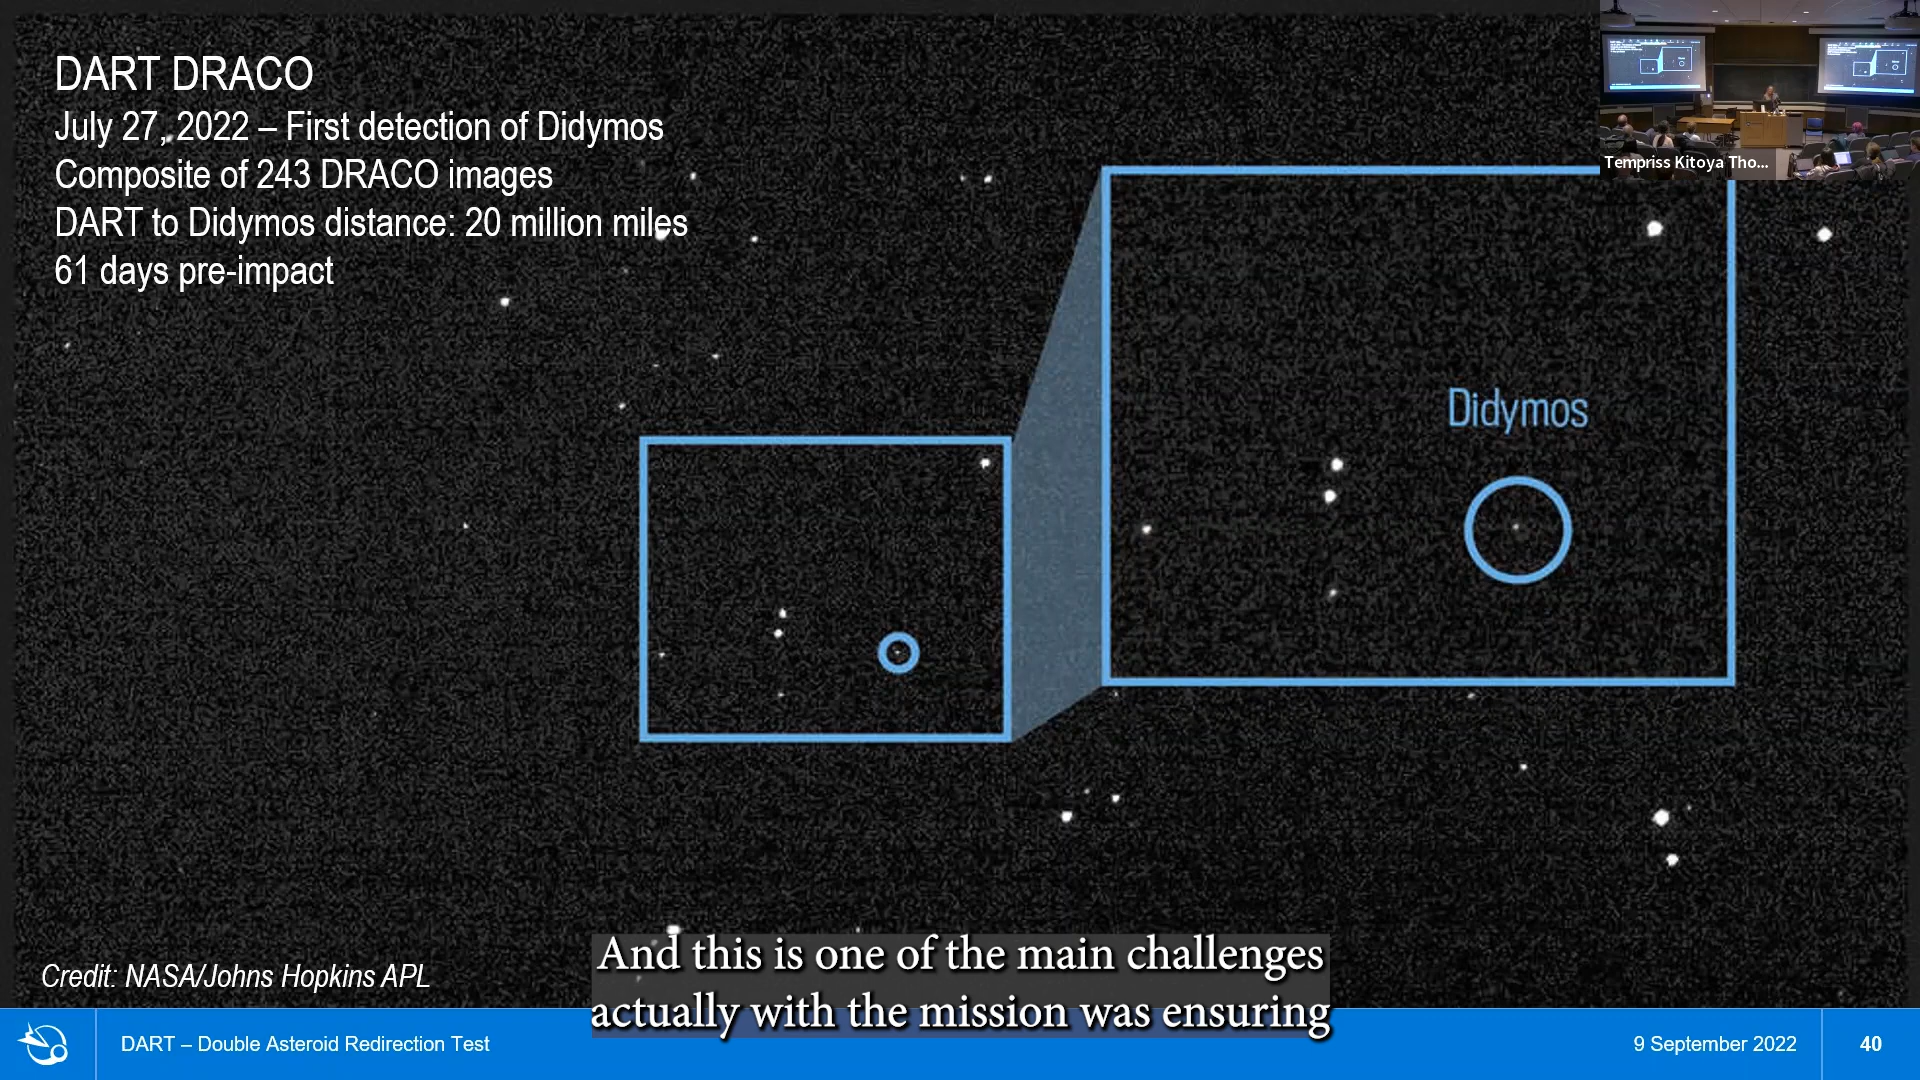 DART DRACO
July 27, 2022 – First detection of Didymos
Composite of 243 DRACO images
DART to Didymos distance: 20 million miles
61 days pre-impact
Tempriss Kitoya Tho...
Didymos
And this is one of the main challenges
actually with the mission was ensuring
Credit: NASA/Johns Hopkins APL
DART – Double Asteroid Redirection Test
9 September 2022
40